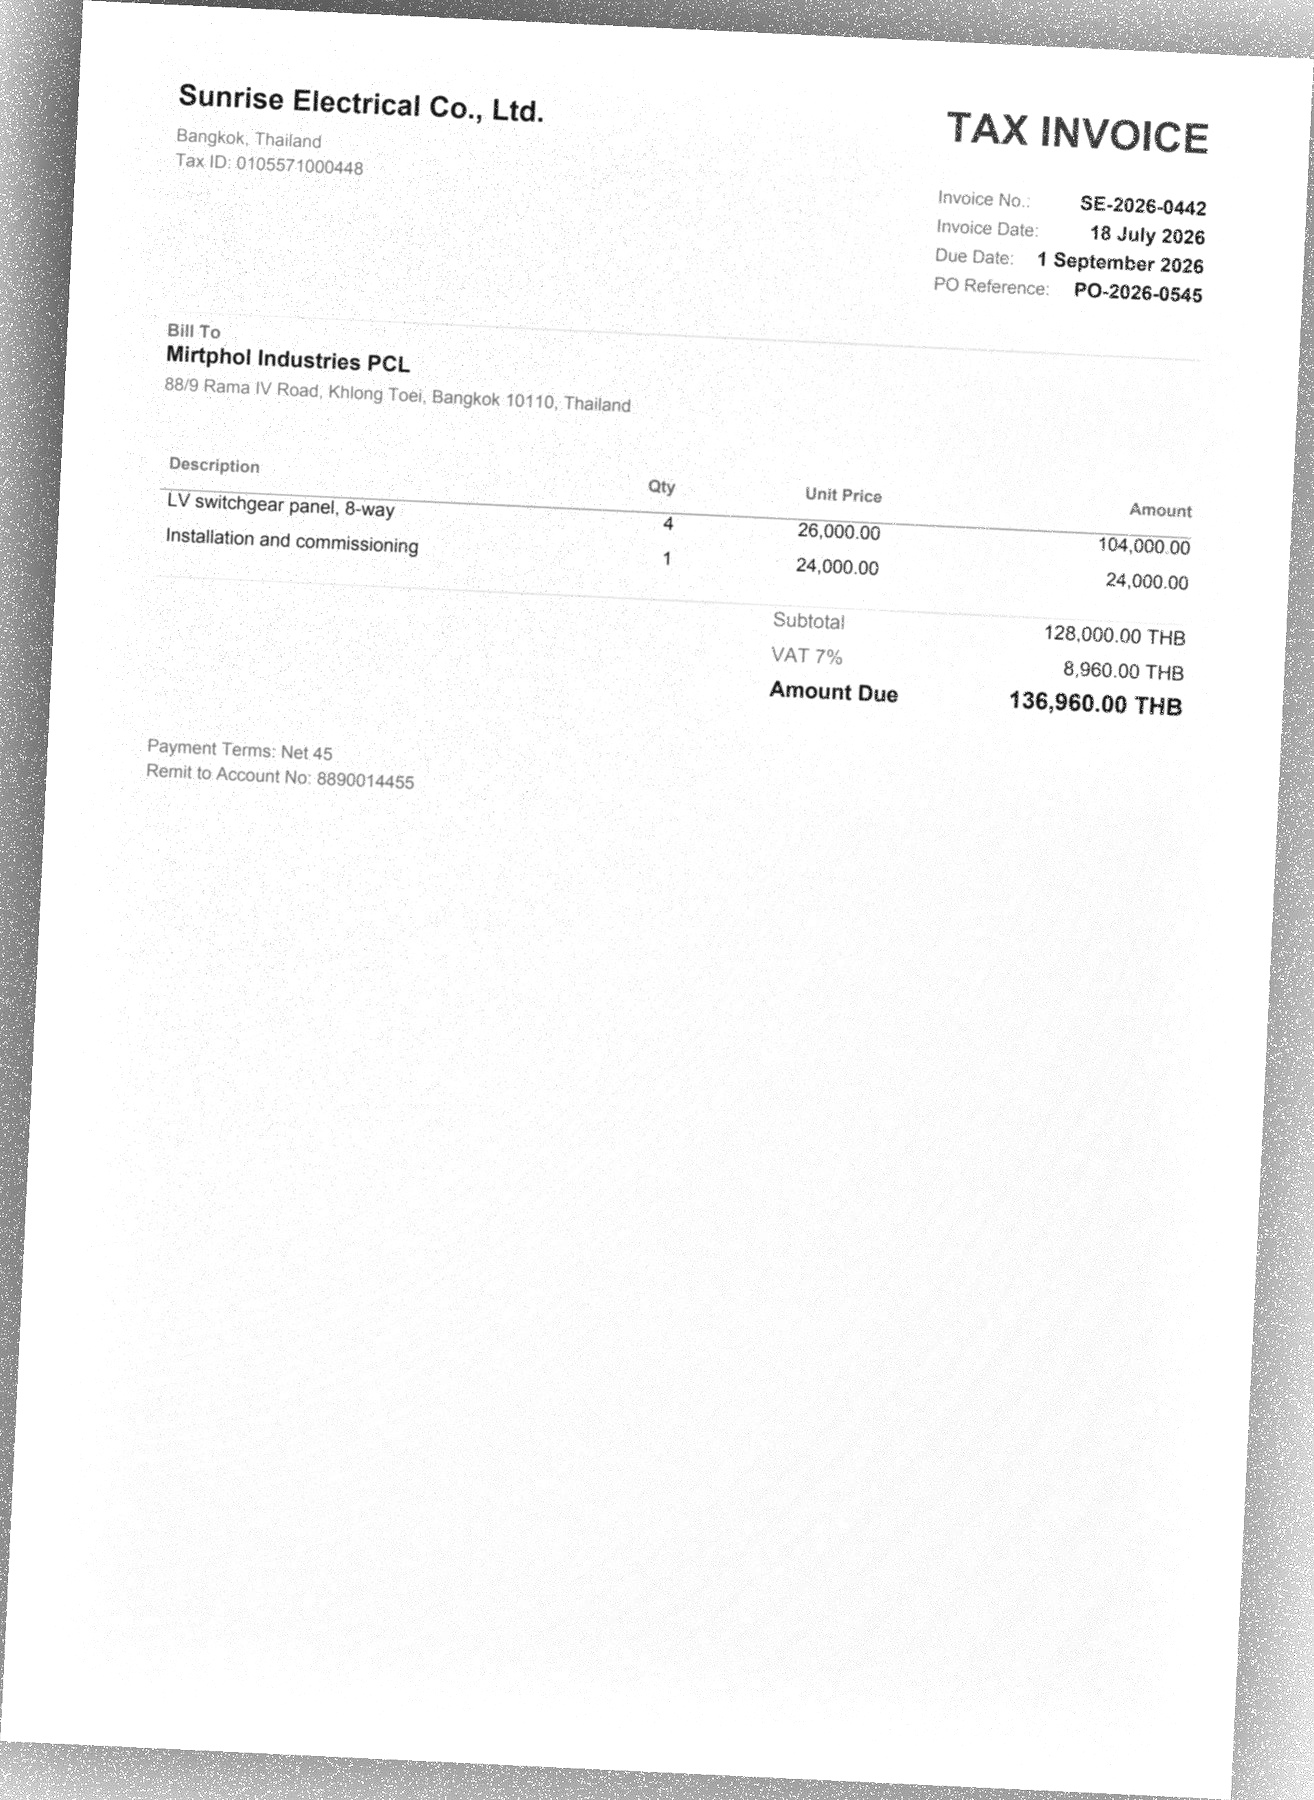 Sunrise Electrical Co., Ltd.
Bangkok, Thailand
Tax ID: 0105571000448
TAX INVOICE
Invoice No.: SE-2026-0442
Invoice Date: 18 July 2026
Due Date: 1 September 2026
PO Reference: PO-2026-0545
Bill To
Mirtphol Industries PCL
88/9 Rama IV Road, Khlong Toei, Bangkok 10110, Thailand
Description Qty Unit Price Amount
LV switchgear panel, 8-way 4 26,000.00 104,000.00
Installation and commissioning 1 24,000.00 24,000.00
Subtotal 128,000.00 THB
VAT 7% 8,960.00 THB
Amount Due 136,960.00 THB
Payment Terms: Net 45
Remit to Account No: 8890014455